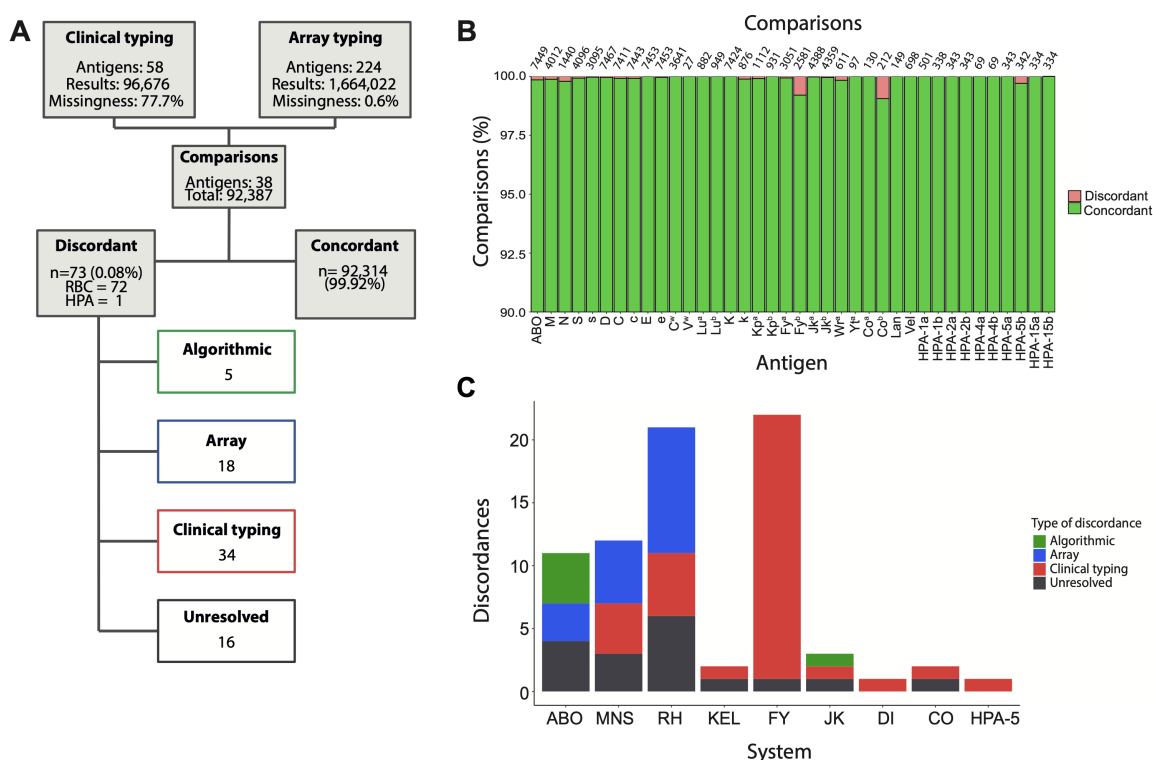 A
Clinical typing
Antigens: 58
Results: 96,676
Missingness: 77.7%
Array typing
Antigens: 224
Results: 1,664,022
Missingness: 0.6%
Comparisons
Antigens: 38
Total: 92,387
Discordant
n=73 (0.08%)
RBC = 72
HPA = 1
Concordant
n= 92,314
(99.92%)
Algorithmic
5
Array
18
Clinical typing
34
Unresolved
16
B
Comparisons
7449 4012 1440 4096 3095 7467 7411 7443 7453 7453 3641 27 882 949 7424 876 1112 931 3051 2581 4388 4359 911 97 130 212 149 698 501 338 343 343 69 69 343 342 334 334
100.0
97.5
95.0
92.5
90.0
Comparisons (%)
ABO M N S s D C c E e Cʷ Vʷ Luᵃ Luᵇ K k Kpᵃ Kpᵇ Fyᵃ Fyᵇ Jkᵃ Jkᵇ Wrᵃ Ytᵃ Coᵃ Coᵇ Lan Vel HPA-1a HPA-1b HPA-2a HPA-2b HPA-4a HPA-4b HPA-5a HPA-5b HPA-15a HPA-15b
Antigen
Discordant
Concordant
C
20
15
10
5
0
Discordances
ABO MNS RH KEL FY JK DI CO HPA-5
System
Type of discordance
Algorithmic
Array
Clinical typing
Unresolved